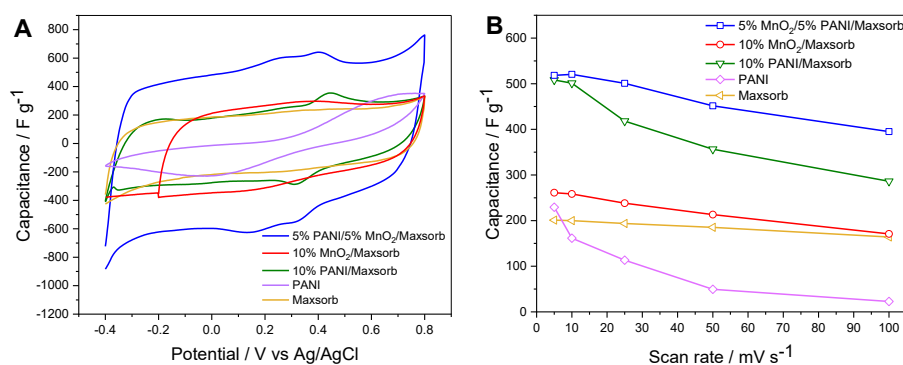 A
Capacitance / F g⁻¹
800
600
400
200
0
-200
-400
-600
-800
-1000
-1200
-0.4
-0.2
0.0
0.2
0.4
0.6
0.8
Potential / V vs Ag/AgCl
5% PANI/5% MnO₂/Maxsorb
10% MnO₂/Maxsorb
10% PANI/Maxsorb
PANI
Maxsorb
B
Capacitance / F g⁻¹
600
500
400
300
200
100
0
0
10
20
30
40
50
60
70
80
90
100
Scan rate / mV s⁻¹
5% MnO₂/5% PANI/Maxsorb
10% MnO₂/Maxsorb
10% PANI/Maxsorb
PANI
Maxsorb